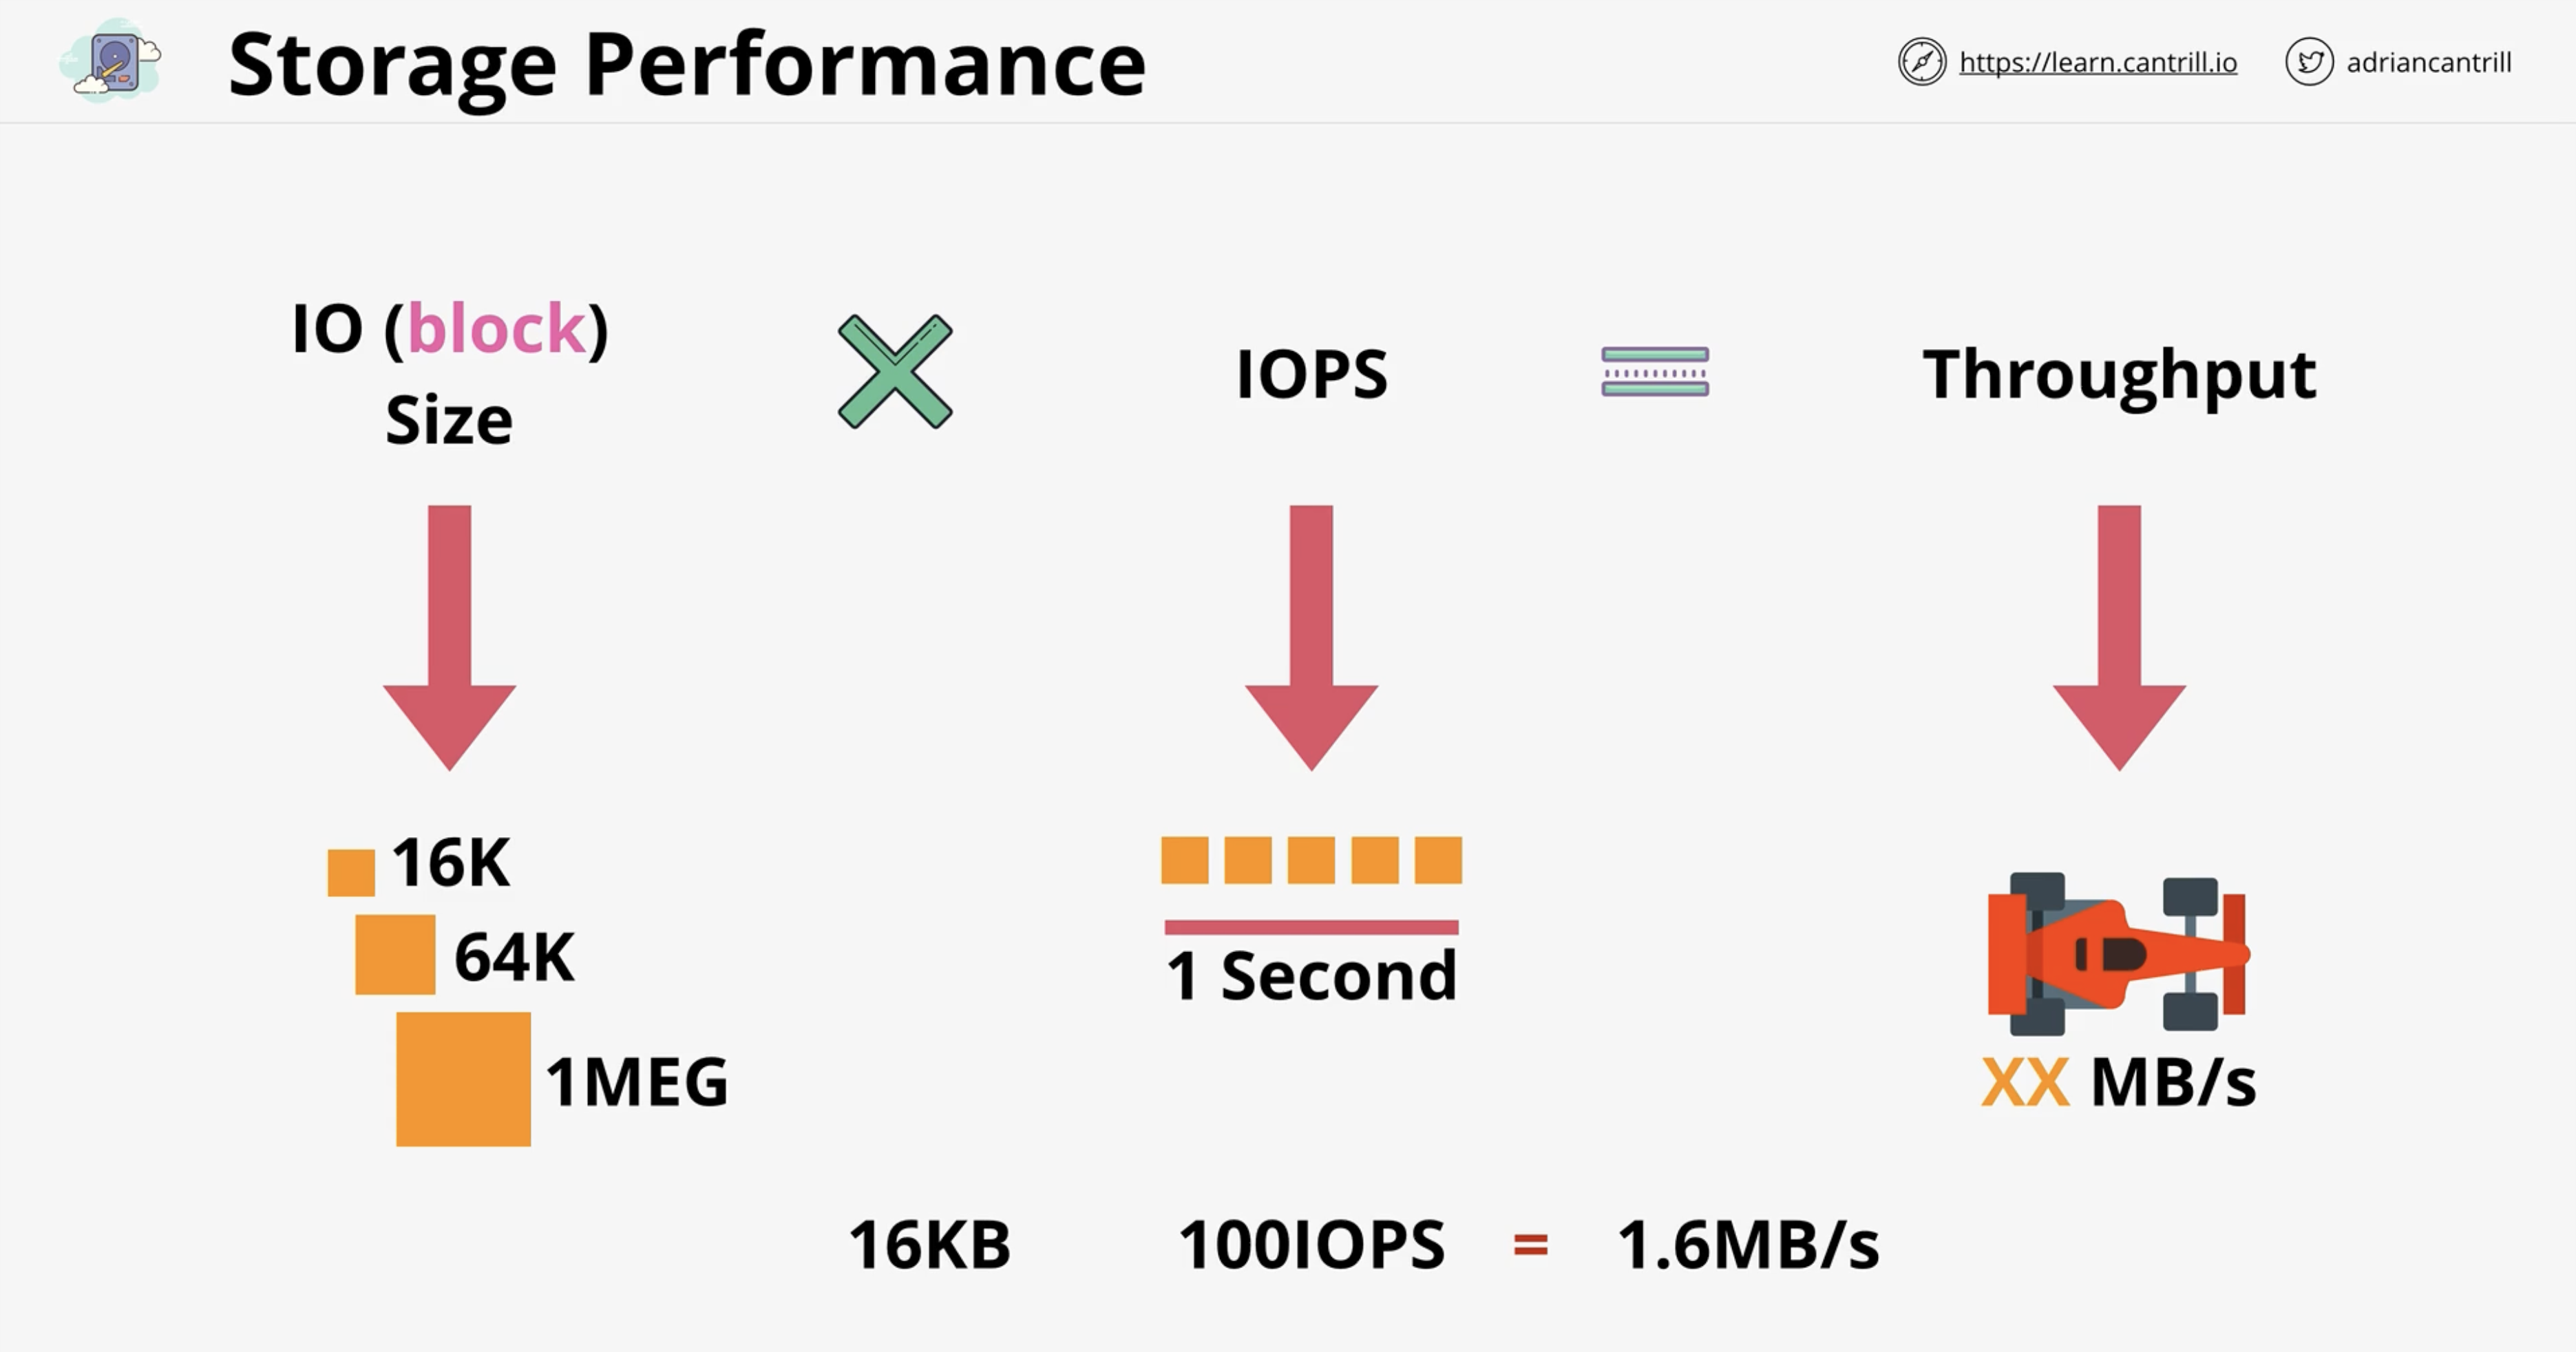 Storage Performance
https://learn.cantrill.io
adriancantrill
IO (block)
Size
IOPS
Throughput
16K
64K
1MEG
1 Second
XX MB/s
16KB 100IOPS = 1.6MB/s